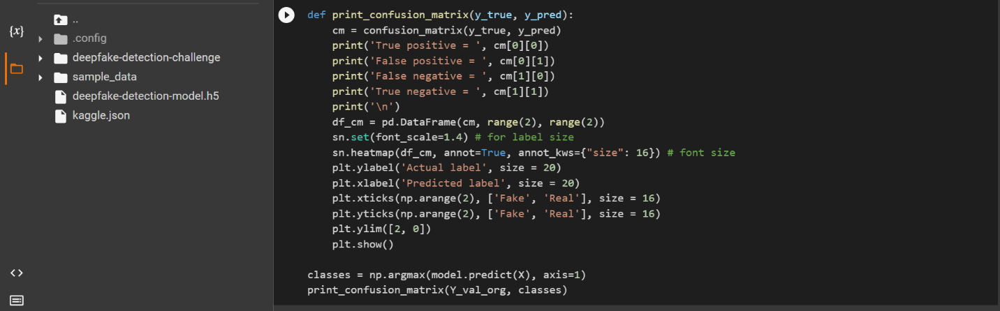 {x}
..
.config
deepfake-detection-challenge
sample_data
deepfake-detection-model.h5
kaggle.json
def print_confusion_matrix(y_true, y_pred):
    cm = confusion_matrix(y_true, y_pred)
    print('True positive = ', cm[0][0])
    print('False positive = ', cm[0][1])
    print('False negative = ', cm[1][0])
    print('True negative = ', cm[1][1])
    print('\n')
    df_cm = pd.DataFrame(cm, range(2), range(2))
    sn.set(font_scale=1.4) # for label size
    sn.heatmap(df_cm, annot=True, annot_kws={"size": 16}) # font size
    plt.ylabel('Actual label', size = 20)
    plt.xlabel('Predicted label', size = 20)
    plt.xticks(np.arange(2), ['Fake', 'Real'], size = 16)
    plt.yticks(np.arange(2), ['Fake', 'Real'], size = 16)
    plt.ylim([2, 0])
    plt.show()
classes = np.argmax(model.predict(X), axis=1)
print_confusion_matrix(Y_val_org, classes)